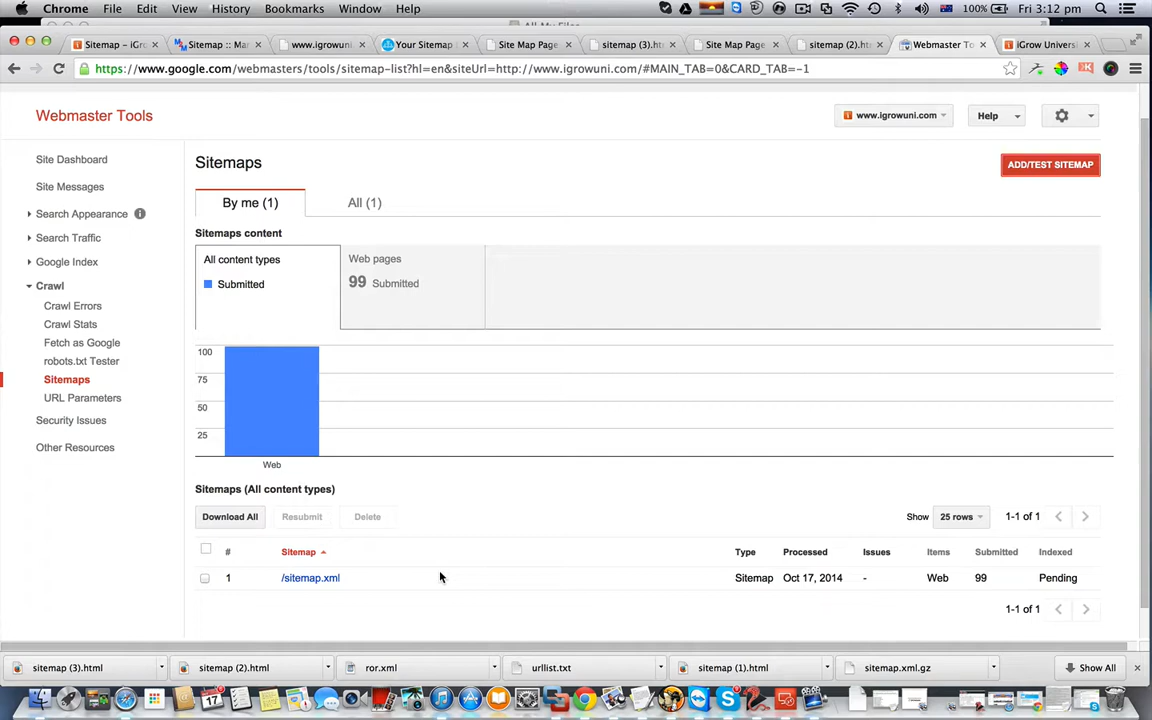 Chrome File Edit View History Bookmarks Window Help
100% Fri 3:12 pm
All My Files
Sitemap – iGr
Sitemap :: Mar
www.igrowuni
Your Sitemap
Site Map Page
sitemap (3).ht
Site Map Page
sitemap (2).ht
Webmaster To
iGrow Univers
https://www.google.com/webmasters/tools/sitemap-list?hl=en&siteUrl=http://www.igrowuni.com/#MAIN_TAB=0&CARD_TAB=-1
Webmaster Tools
www.igrowuni.com
Help
Site Dashboard
Site Messages
Search Appearance
Search Traffic
Google Index
Crawl
Crawl Errors
Crawl Stats
Fetch as Google
robots.txt Tester
Sitemaps
URL Parameters
Security Issues
Other Resources
Sitemaps
ADD/TEST SITEMAP
By me (1) All (1)
Sitemaps content
All content types
Submitted
Web pages
99 Submitted
100
75
50
25
Web
Sitemaps (All content types)
Download All Resubmit Delete
Show 25 rows 1-1 of 1
# Sitemap Type Processed Issues Items Submitted Indexed
1 /sitemap.xml Sitemap Oct 17, 2014 - Web 99 Pending
1-1 of 1
sitemap (3).html
sitemap (2).html
ror.xml
urllist.txt
sitemap (1).html
sitemap.xml.gz
Show All
17